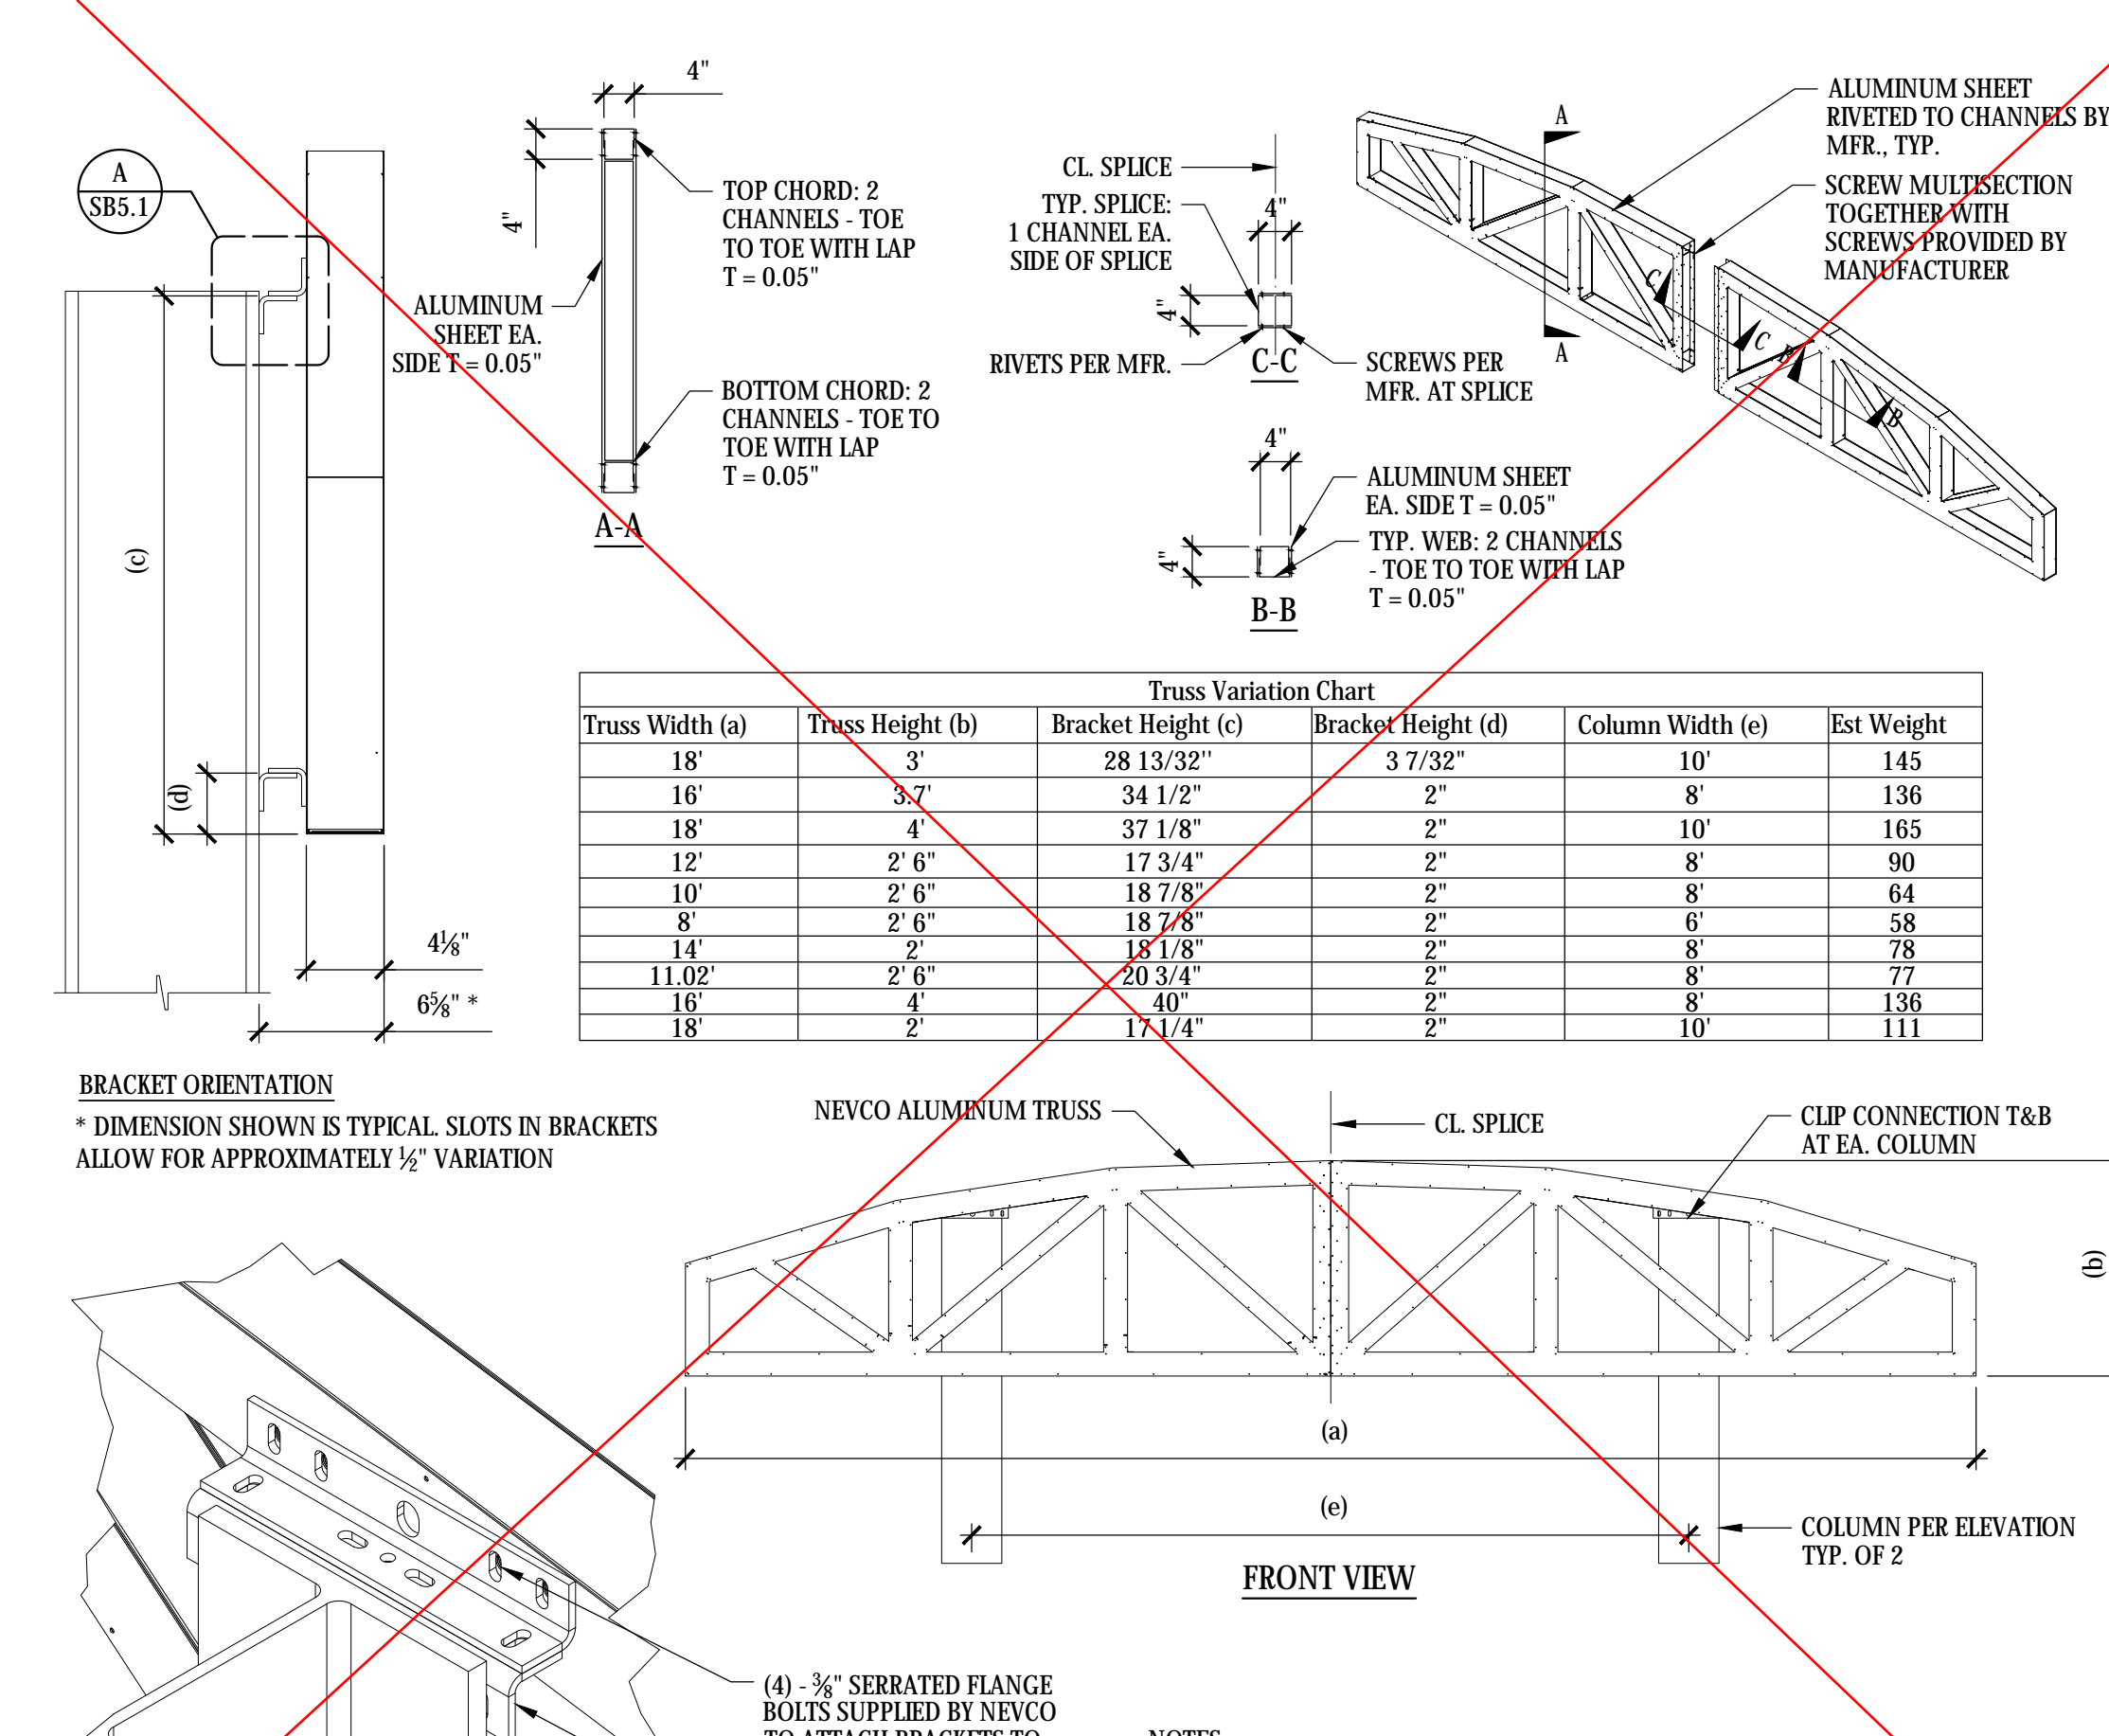 4"
4"
A
SB5.1
TOP CHORD: 2
CHANNELS - TOE
TO TOE WITH LAP
T = 0.05"
ALUMINUM
SHEET EA.
SIDE T = 0.05"
BOTTOM CHORD: 2
CHANNELS - TOE TO
TOE WITH LAP
T = 0.05"
A-A
(c)
(d)
4⅛"
6⅝" *
BRACKET ORIENTATION
* DIMENSION SHOWN IS TYPICAL. SLOTS IN BRACKETS
ALLOW FOR APPROXIMATELY ½" VARIATION
CL. SPLICE
TYP. SPLICE:
1 CHANNEL EA.
SIDE OF SPLICE
4"
4"
RIVETS PER MFR.
C-C
SCREWS PER
MFR. AT SPLICE
4"
4"
ALUMINUM SHEET
EA. SIDE T = 0.05"
TYP. WEB: 2 CHANNELS
- TOE TO TOE WITH LAP
T = 0.05"
B-B
A
A
C
C
B
B
ALUMINUM SHEET
RIVETED TO CHANNELS BY
MFR., TYP.
SCREW MULTISECTION
TOGETHER WITH
SCREWS PROVIDED BY
MANUFACTURER
Truss Variation Chart
Truss Width (a) Truss Height (b) Bracket Height (c) Bracket Height (d) Column Width (e) Est Weight
18' 3' 28 13/32'' 3 7/32" 10' 145
16' 3.7' 34 1/2" 2" 8' 136
18' 4' 37 1/8" 2" 10' 165
12' 2' 6" 17 3/4" 2" 8' 90
10' 2' 6" 18 7/8" 2" 8' 64
8' 2' 6" 18 7/8" 2" 6' 58
14' 2' 18 1/8" 2" 8' 78
11.02' 2' 6" 20 3/4" 2" 8' 77
16' 4' 40" 2" 8' 136
18' 2' 17 1/4" 2" 10' 111
NEVCO ALUMINUM TRUSS
CL. SPLICE
CLIP CONNECTION T&B
AT EA. COLUMN
(b)
(a)
(e)
COLUMN PER ELEVATION
TYP. OF 2
FRONT VIEW
(4) - ⅜" SERRATED FLANGE
BOLTS SUPPLIED BY NEVCO
TO ATTACH BRACKETS TO
NOTES